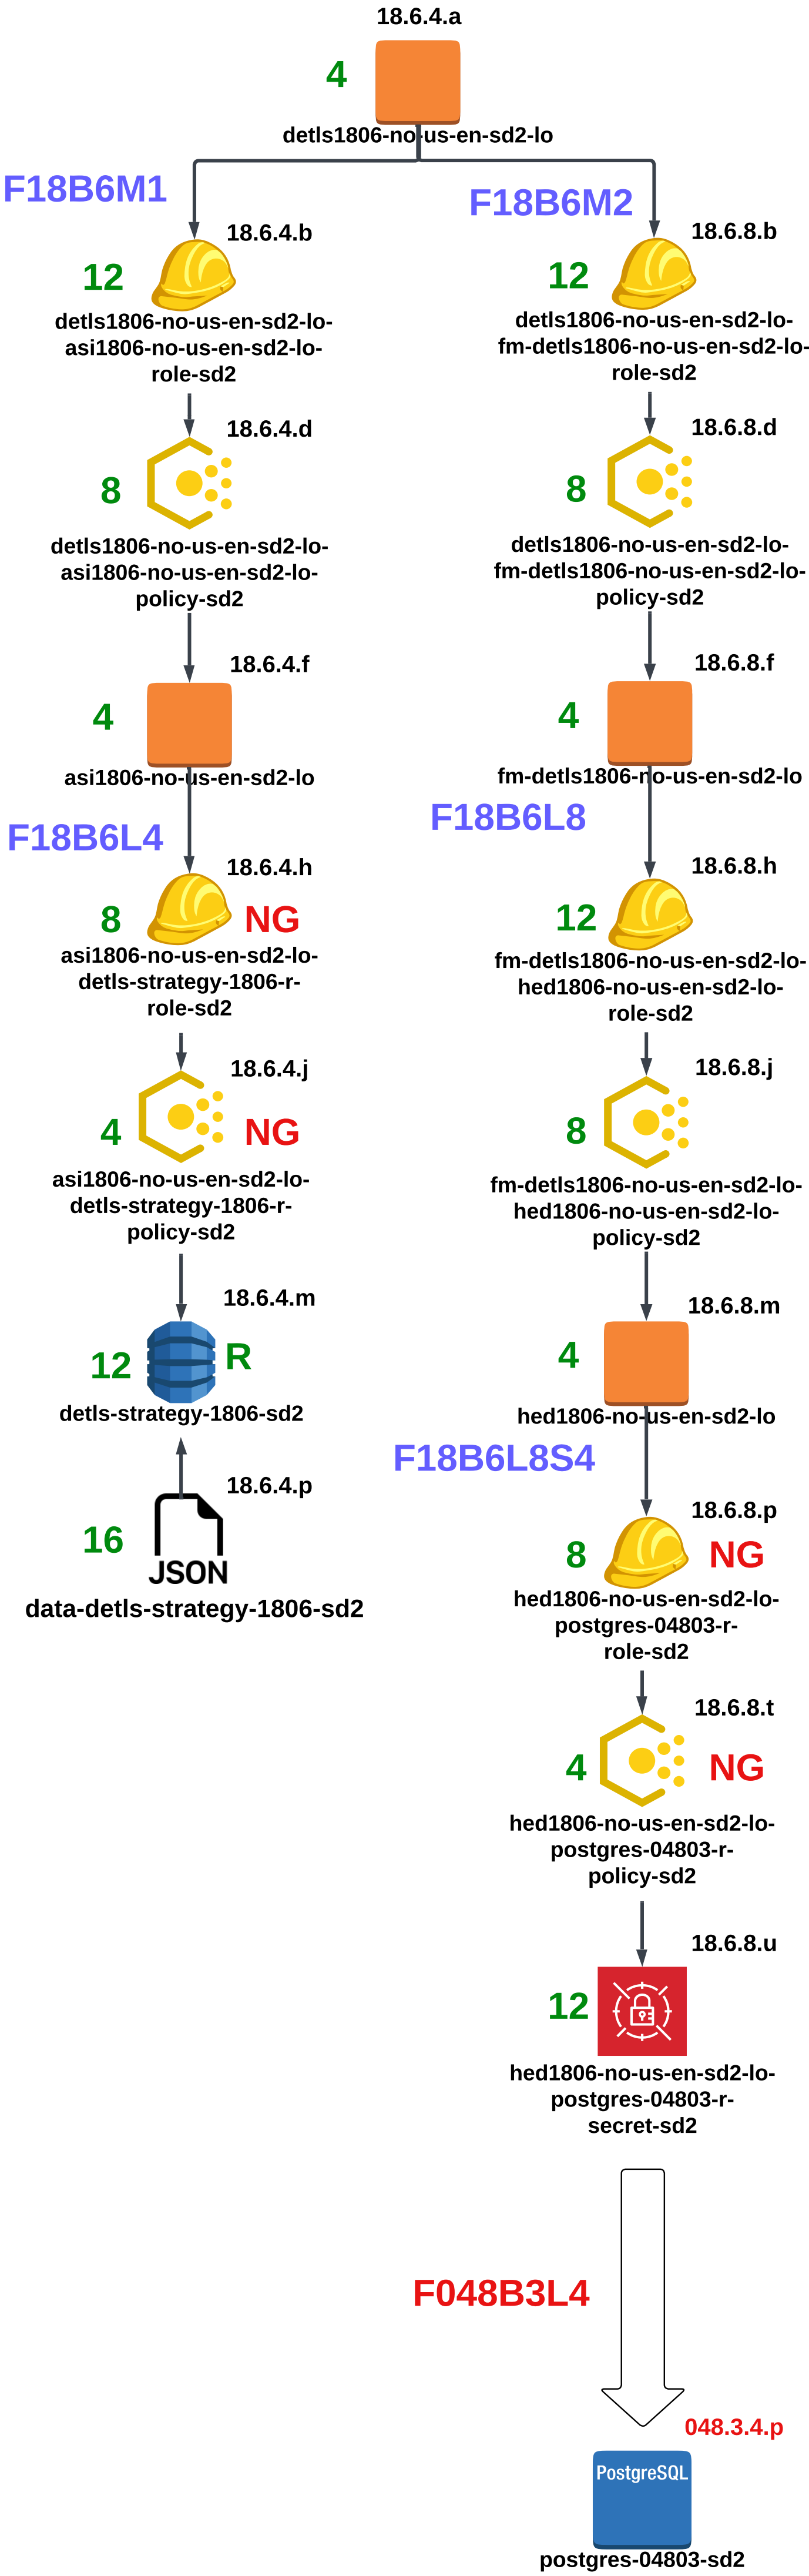 18.6.4.a
4
detls1806-no-us-en-sd2-lo
F18B6M1
18.6.4.b
12
detls1806-no-us-en-sd2-lo-
asi1806-no-us-en-sd2-lo-
role-sd2
18.6.4.d
8
detls1806-no-us-en-sd2-lo-
asi1806-no-us-en-sd2-lo-
policy-sd2
18.6.4.f
4
asi1806-no-us-en-sd2-lo
F18B6L4
18.6.4.h
8
NG
asi1806-no-us-en-sd2-lo-
detls-strategy-1806-r-
role-sd2
18.6.4.j
4
NG
asi1806-no-us-en-sd2-lo-
detls-strategy-1806-r-
policy-sd2
18.6.4.m
12
R
detls-strategy-1806-sd2
18.6.4.p
16
JSON
data-detls-strategy-1806-sd2
F18B6M2
18.6.8.b
12
detls1806-no-us-en-sd2-lo-
fm-detls1806-no-us-en-sd2-lo-
role-sd2
18.6.8.d
8
detls1806-no-us-en-sd2-lo-
fm-detls1806-no-us-en-sd2-lo-
policy-sd2
18.6.8.f
4
fm-detls1806-no-us-en-sd2-lo
F18B6L8
18.6.8.h
12
fm-detls1806-no-us-en-sd2-lo-
hed1806-no-us-en-sd2-lo-
role-sd2
18.6.8.j
8
fm-detls1806-no-us-en-sd2-lo-
hed1806-no-us-en-sd2-lo-
policy-sd2
18.6.8.m
4
hed1806-no-us-en-sd2-lo
F18B6L8S4
18.6.8.p
8
NG
hed1806-no-us-en-sd2-lo-
postgres-04803-r-
role-sd2
18.6.8.t
4
NG
hed1806-no-us-en-sd2-lo-
postgres-04803-r-
policy-sd2
18.6.8.u
12
hed1806-no-us-en-sd2-lo-
postgres-04803-r-
secret-sd2
F048B3L4
048.3.4.p
PostgreSQL
postgres-04803-sd2